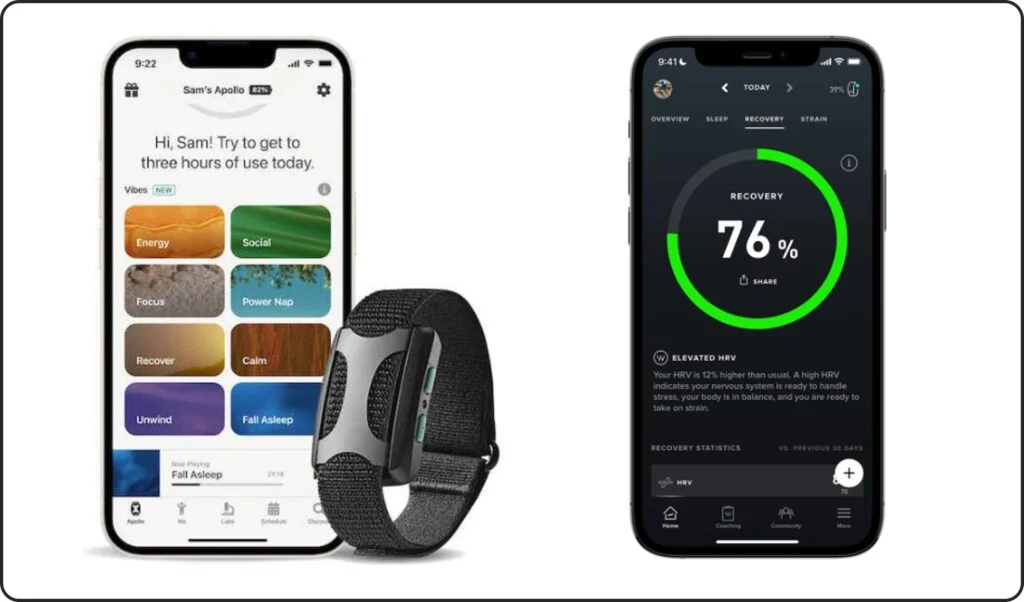 9:22
Sam's Apollo 82%
Hi, Sam! Try to get to
three hours of use today.
Vibes NEW
Energy
Social
Focus
Power Nap
Recover
Calm
Unwind
Fall Asleep
Now Playing
Fall Asleep
21:18
Apollo
Me
Labs
Schedule
9:41
TODAY
39%
OVERVIEW SLEEP RECOVERY STRAIN
RECOVERY
76%
SHARE
W ELEVATED HRV
Your HRV is 12% higher than usual. A high HRV
indicates your nervous system is ready to handle
stress, your body is in balance, and you are ready to
take on strain.
RECOVERY STATISTICS VS. PREVIOUS 30 DAYS
HRV
+
Home
Coaching
Community
More